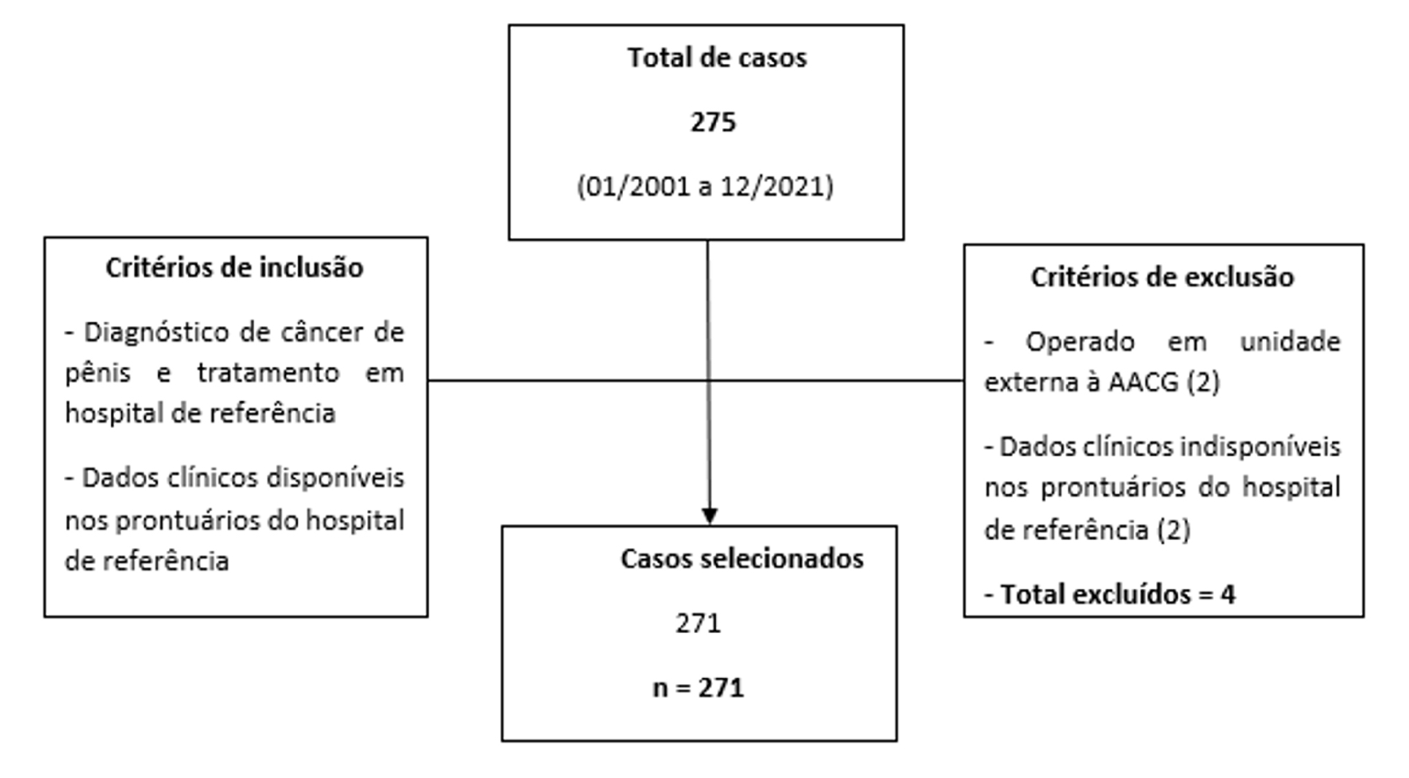 Total de casos
275
(01/2001 a 12/2021)
Critérios de inclusão
- Diagnóstico de câncer de
pênis e tratamento em
hospital de referência
- Dados clínicos disponíveis
nos prontuários do hospital
de referência
Critérios de exclusão
- Operado em unidade
externa à AACG (2)
- Dados clínicos indisponíveis
nos prontuários do hospital
de referência (2)
- Total excluídos = 4
Casos selecionados
271
n = 271